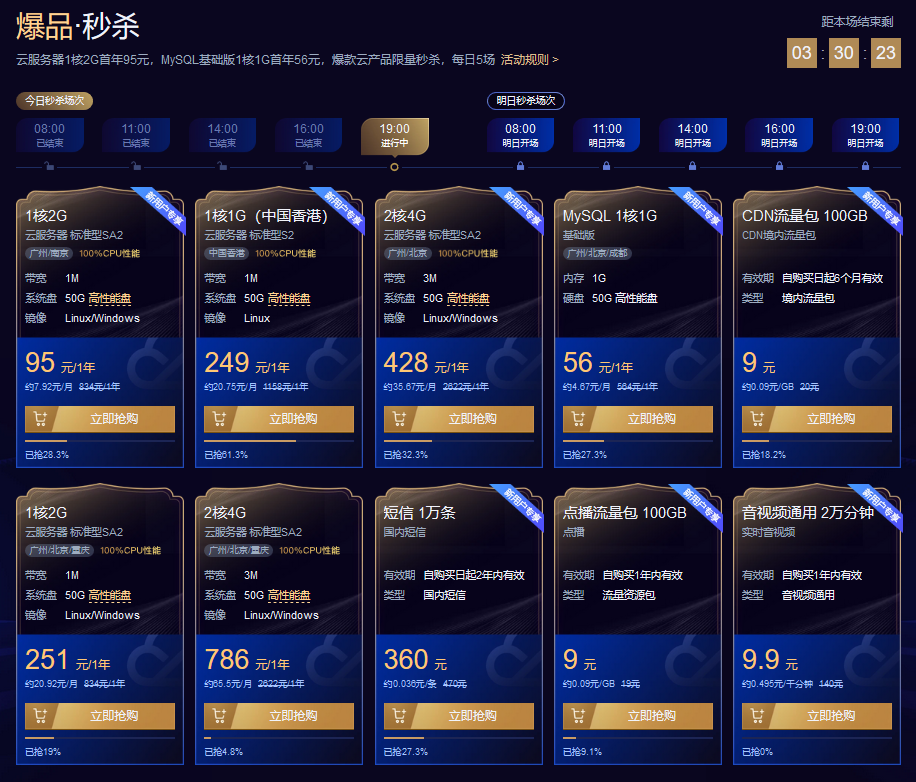 爆品·秒杀
距本场结束剩
云服务器1核2G首年95元，MySQL基础版1核1G首年56元，爆款云产品限量秒杀，每日5场 活动规则 >
03 : 30 : 23
今日秒杀场次 明日秒杀场次
08:00 11:00 14:00 16:00 19:00 08:00 11:00 14:00 16:00 19:00
已结束 已结束 已结束 已结束 进行中 明日开场 明日开场 明日开场 明日开场 明日开场
新用户专享
1核2G
云服务器 标准型SA2
广州/南京 100%CPU性能
带宽 1M
系统盘 50G 高性能盘
镜像 Linux/Windows
95 元/1年
约7.92元/月 834元/1年
立即抢购
已抢28.3%
新用户专享
1核1G（中国香港）
云服务器 标准型S2
中国香港 100%CPU性能
带宽 1M
系统盘 50G 高性能盘
镜像 Linux
249 元/1年
约20.75元/月 1158元/1年
立即抢购
已抢61.3%
新用户专享
2核4G
云服务器 标准型SA2
广州/北京 100%CPU性能
带宽 3M
系统盘 50G 高性能盘
镜像 Linux/Windows
428 元/1年
约35.67元/月 2622元/1年
立即抢购
已抢32.3%
新用户专享
MySQL 1核1G
基础版
广州/北京/成都
内存 1G
硬盘 50G 高性能盘
56 元/1年
约4.67元/月 564元/1年
立即抢购
已抢27.3%
新用户专享
CDN流量包 100GB
CDN境内流量包
有效期 自购买日起6个月有效
类型 境内流量包
9 元
约0.09元/GB 20元
立即抢购
已抢18.2%
1核2G
云服务器 标准型SA2
广州/北京/重庆 100%CPU性能
带宽 1M
系统盘 50G 高性能盘
镜像 Linux/Windows
251 元/1年
约20.92元/月 834元/1年
立即抢购
已抢19%
2核4G
云服务器 标准型SA2
广州/北京/重庆 100%CPU性能
带宽 3M
系统盘 50G 高性能盘
镜像 Linux/Windows
786 元/1年
约65.5元/月 2622元/1年
立即抢购
已抢4.8%
新用户专享
短信 1万条
国内短信
有效期 自购买日起2年内有效
类型 国内短信
360 元
约0.036元/条 470元
立即抢购
已抢27.3%
新用户专享
点播流量包 100GB
点播
有效期 自购买1年内有效
类型 流量资源包
9 元
约0.09元/GB 19元
立即抢购
已抢9.1%
新用户专享
音视频通用 2万分钟
实时音视频
有效期 自购买1年内有效
类型 音视频通用
9.9 元
约0.495元/千分钟 140元
立即抢购
已抢0%